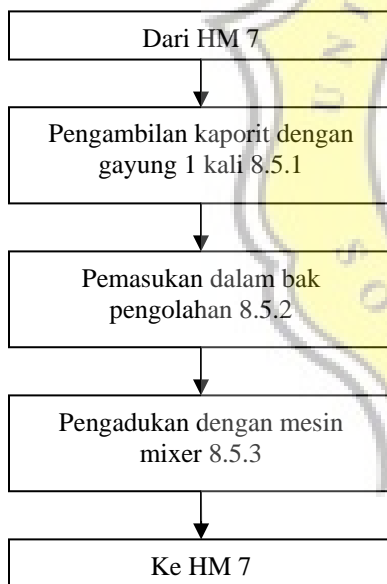 Dari HM 7
Pengambilan kaporit dengan
gayung 1 kali 8.5.1
Pemasukan dalam bak
pengolahan 8.5.2
Pengadukan dengan mesin
mixer 8.5.3
Ke HM 7
U N I
S O